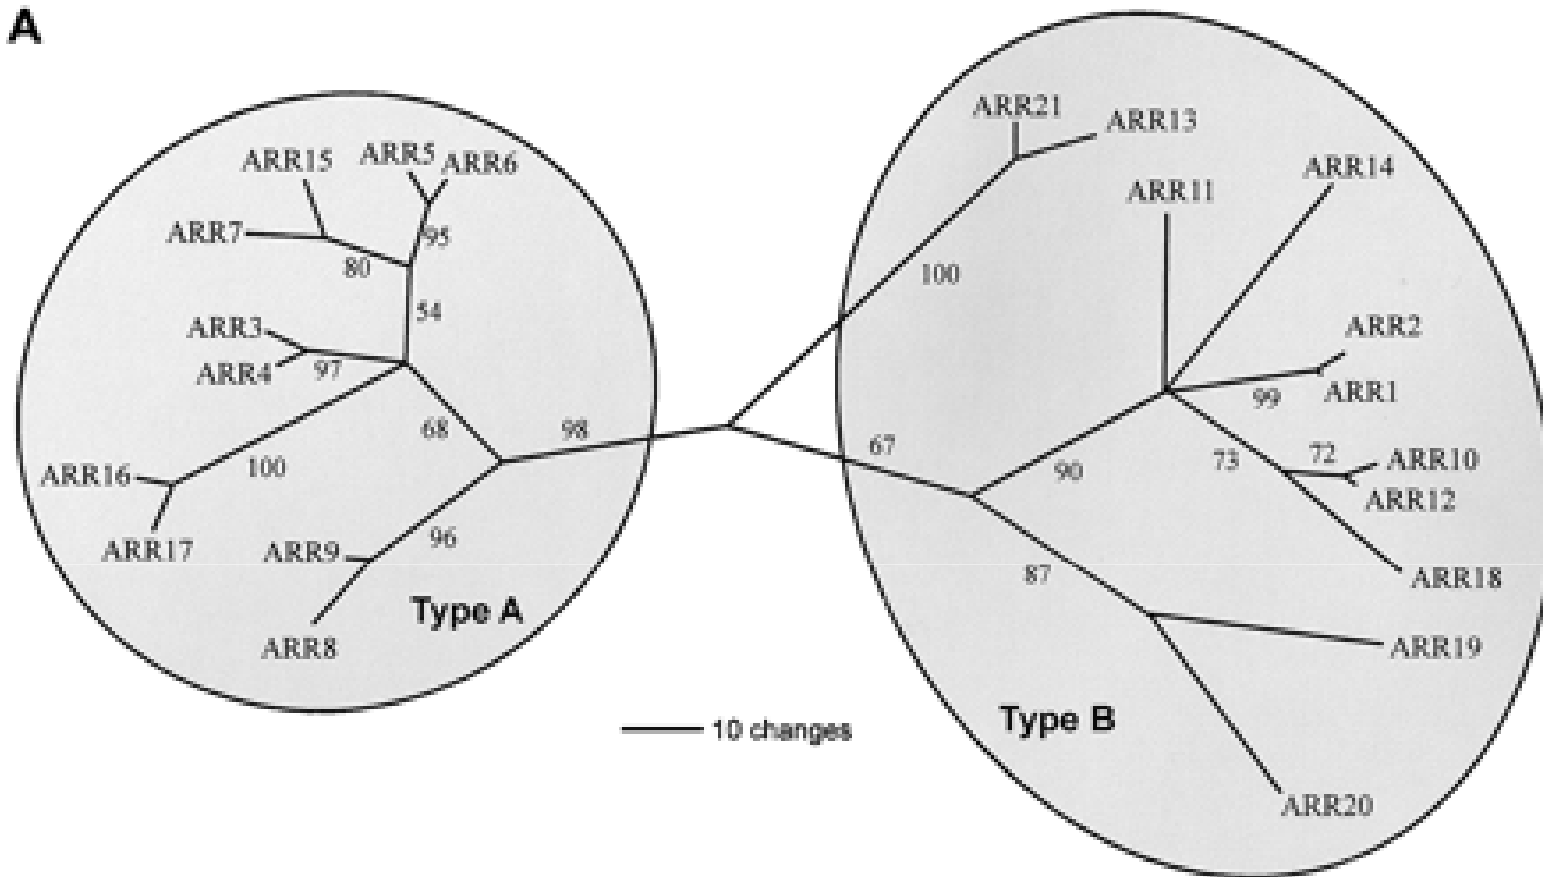 A
ARR15
ARR5
ARR6
ARR7
95
80
54
ARR3
ARR4
97
68
98
ARR16
100
ARR17
ARR9
96
ARR8
Type A
ARR21
ARR13
ARR14
ARR11
100
ARR2
99
ARR1
67
90
73
72
ARR10
ARR12
87
ARR18
ARR19
Type B
ARR20
10 changes